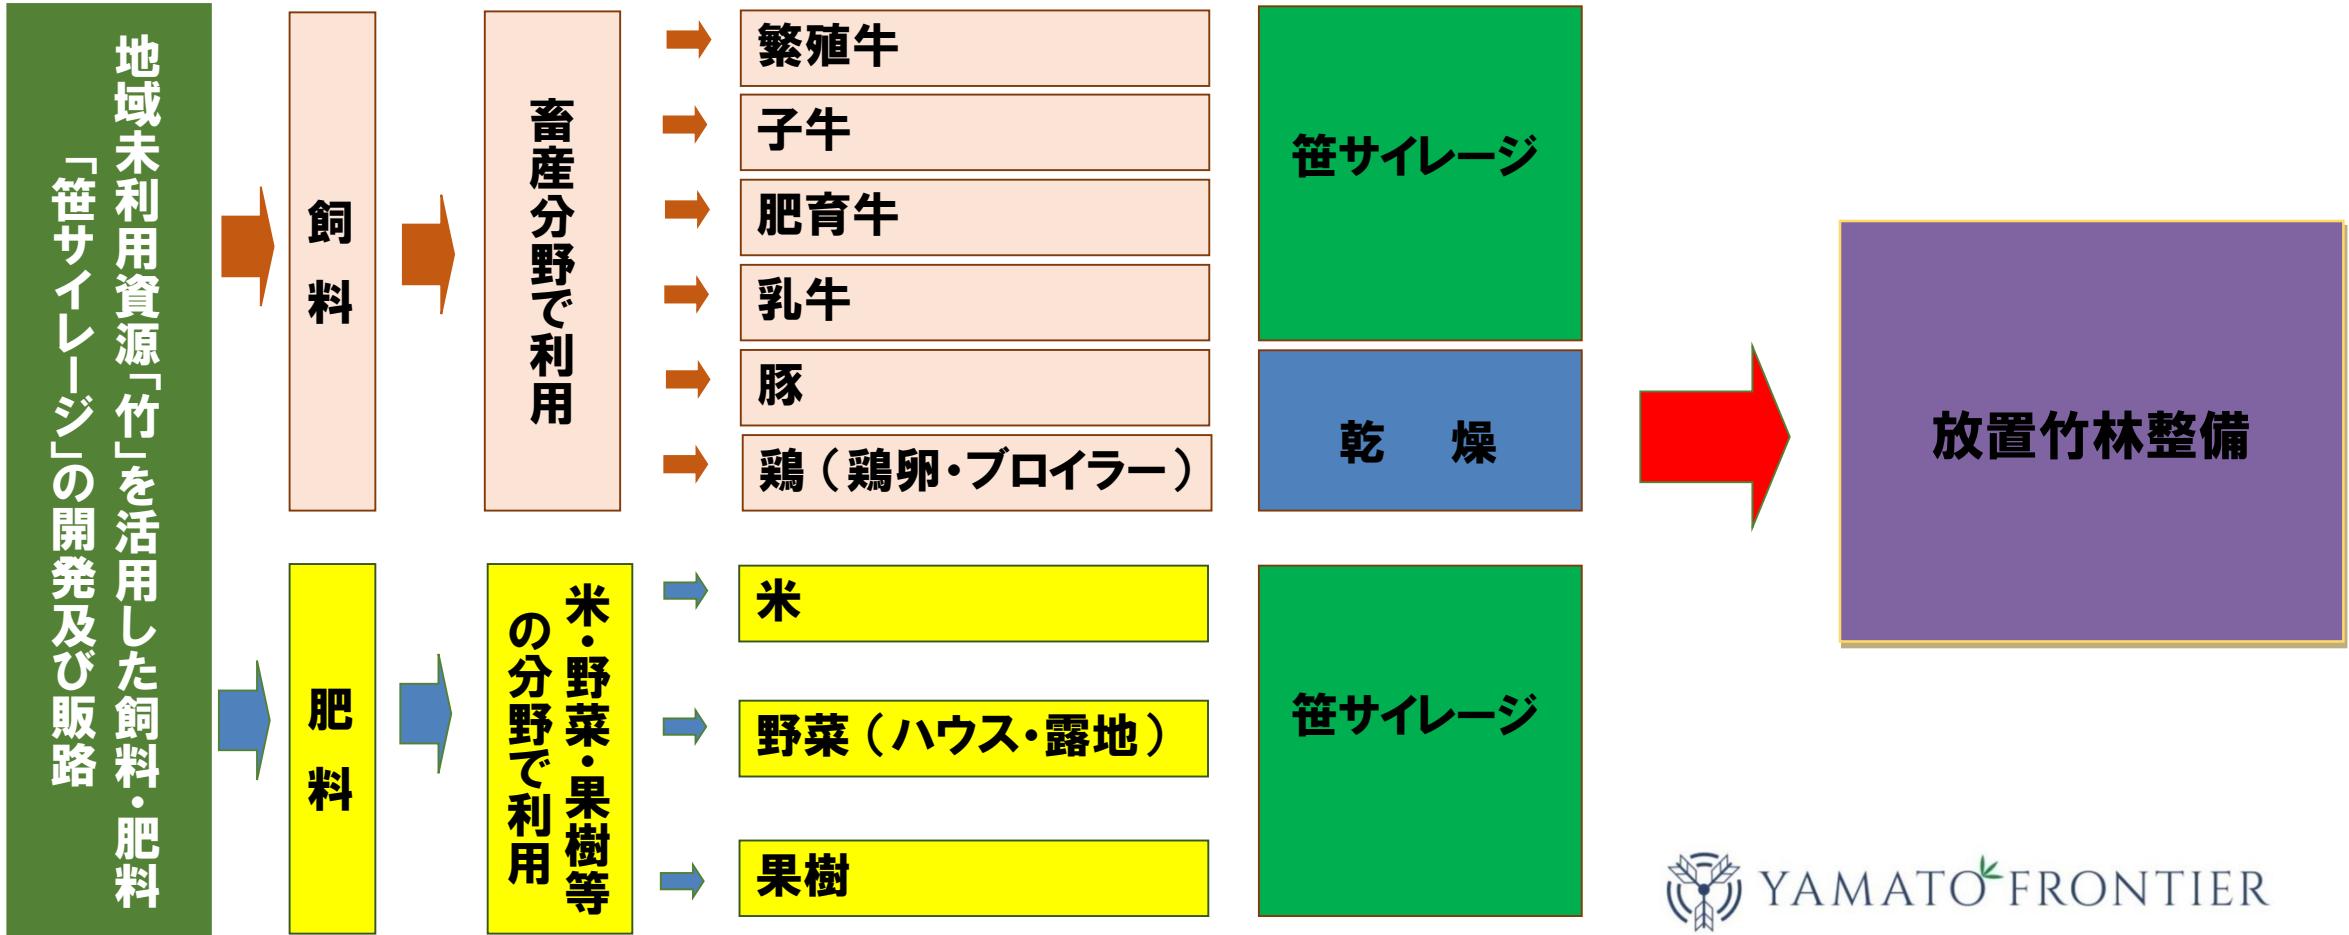 地域未利用資源「竹」を活用した飼料・肥料
「笹サイレージ」の開発及び販路
飼料
畜産分野で利用
繁殖牛
子牛
肥育牛
乳牛
豚
鶏（鶏卵・ブロイラー）
笹サイレージ
乾　燥
肥料
米・野菜・果樹等
の分野で利用
米
野菜（ハウス・露地）
果樹
笹サイレージ
放置竹林整備
YAMATO FRONTIER